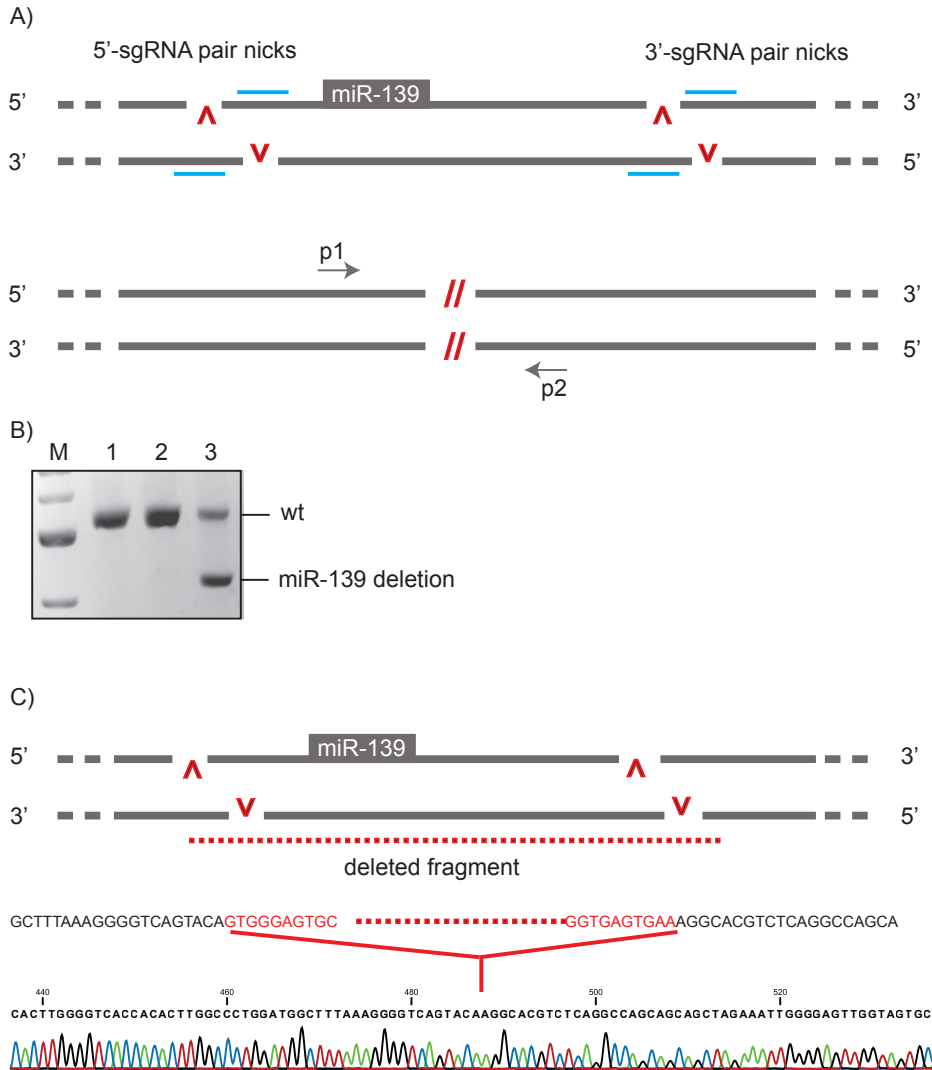 A)
5’-sgRNA pair nicks 3’-sgRNA pair nicks
5’ miR-139 3’
3’ 5’
p1
5’ 3’
3’ 5’
p2
B)
M 1 2 3
wt
miR-139 deletion
C)
5’ miR-139 3’
3’ 5’
deleted fragment
GCTTTAAAGGGGTCAGTACAGTGGGAGTGC GGTGAGTGAAAGGCACGTCTCAGGCCAGCA
440 460 480 500 520
CACTTGGGGTCACCACACTTGGCCCTGGATGGCTTTAAAGGGGTCAGTACAAGGCACGTCTCAGGCCAGCAGCAGCTAGAAATTGGGGAGTTGGTAGTGC